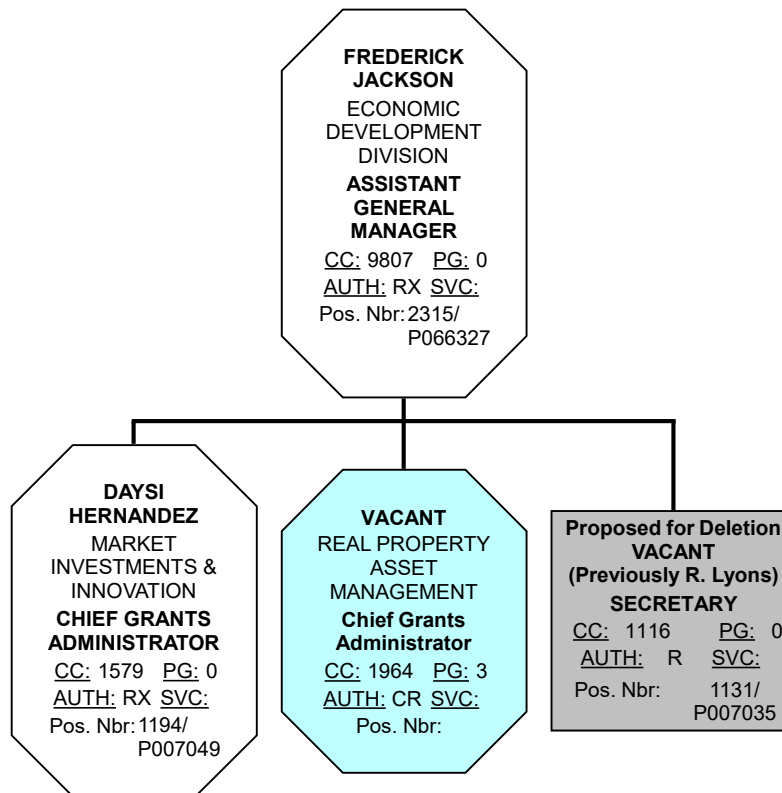 FREDERICK
JACKSON
ECONOMIC
DEVELOPMENT
DIVISION
ASSISTANT
GENERAL
MANAGER
CC: 9807 PG: 0
AUTH: RX SVC:
Pos. Nbr: 2315/
P066327
DAYSI
HERNANDEZ
MARKET
INVESTMENTS &
INNOVATION
CHIEF GRANTS
ADMINISTRATOR
CC: 1579 PG: 0
AUTH: RX SVC:
Pos. Nbr: 1194/
P007049
VACANT
REAL PROPERTY
ASSET
MANAGEMENT
Chief Grants
Administrator
CC: 1964 PG: 3
AUTH: CR SVC:
Pos. Nbr:
Proposed for Deletion
VACANT
(Previously R. Lyons)
SECRETARY
CC: 1116 PG: 0
AUTH: R SVC:
Pos. Nbr: 1131/
P007035